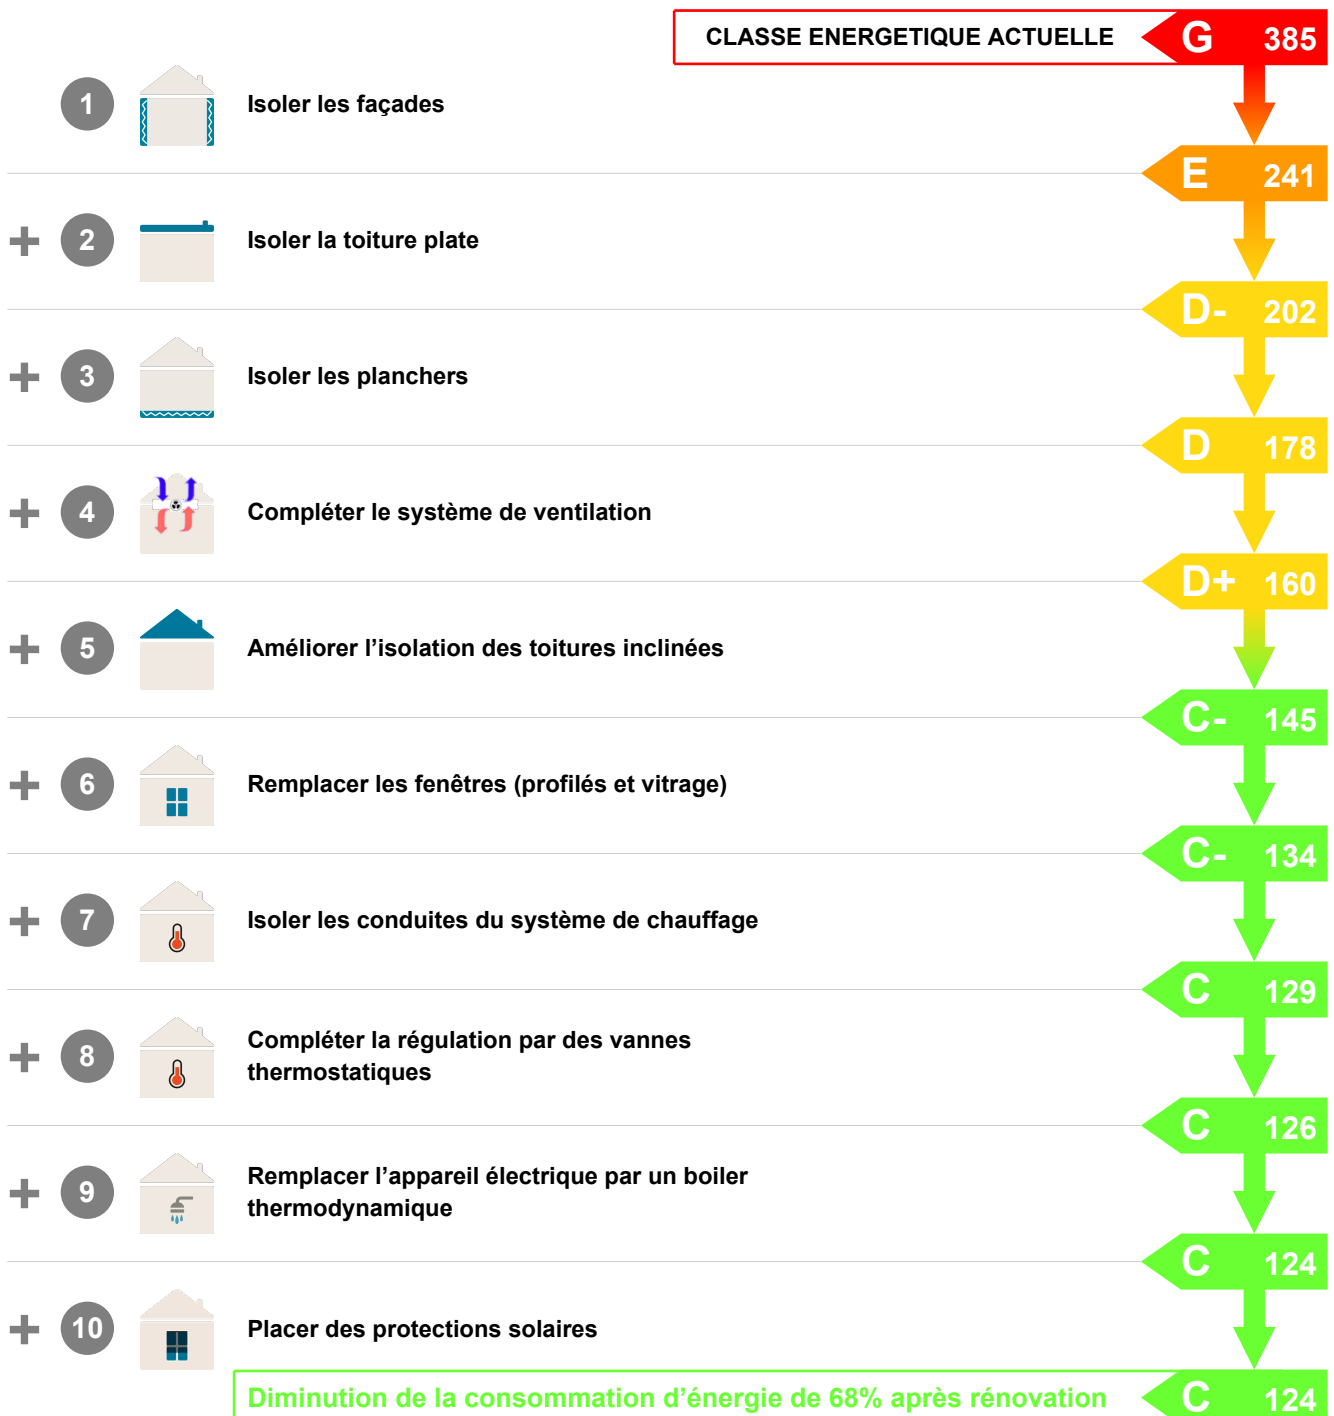 CLASSE ENERGETIQUE ACTUELLE G 385
1 Isoler les façades
E 241
+ 2 Isoler la toiture plate
D- 202
+ 3 Isoler les planchers
D 178
+ 4 Compléter le système de ventilation
D+ 160
+ 5 Améliorer l’isolation des toitures inclinées
C- 145
+ 6 Remplacer les fenêtres (profilés et vitrage)
C- 134
+ 7 Isoler les conduites du système de chauffage
C 129
+ 8 Compléter la régulation par des vannes
thermostatiques
C 126
+ 9 Remplacer l’appareil électrique par un boiler
thermodynamique
C 124
+ 10 Placer des protections solaires
Diminution de la consommation d’énergie de 68% après rénovation C 124